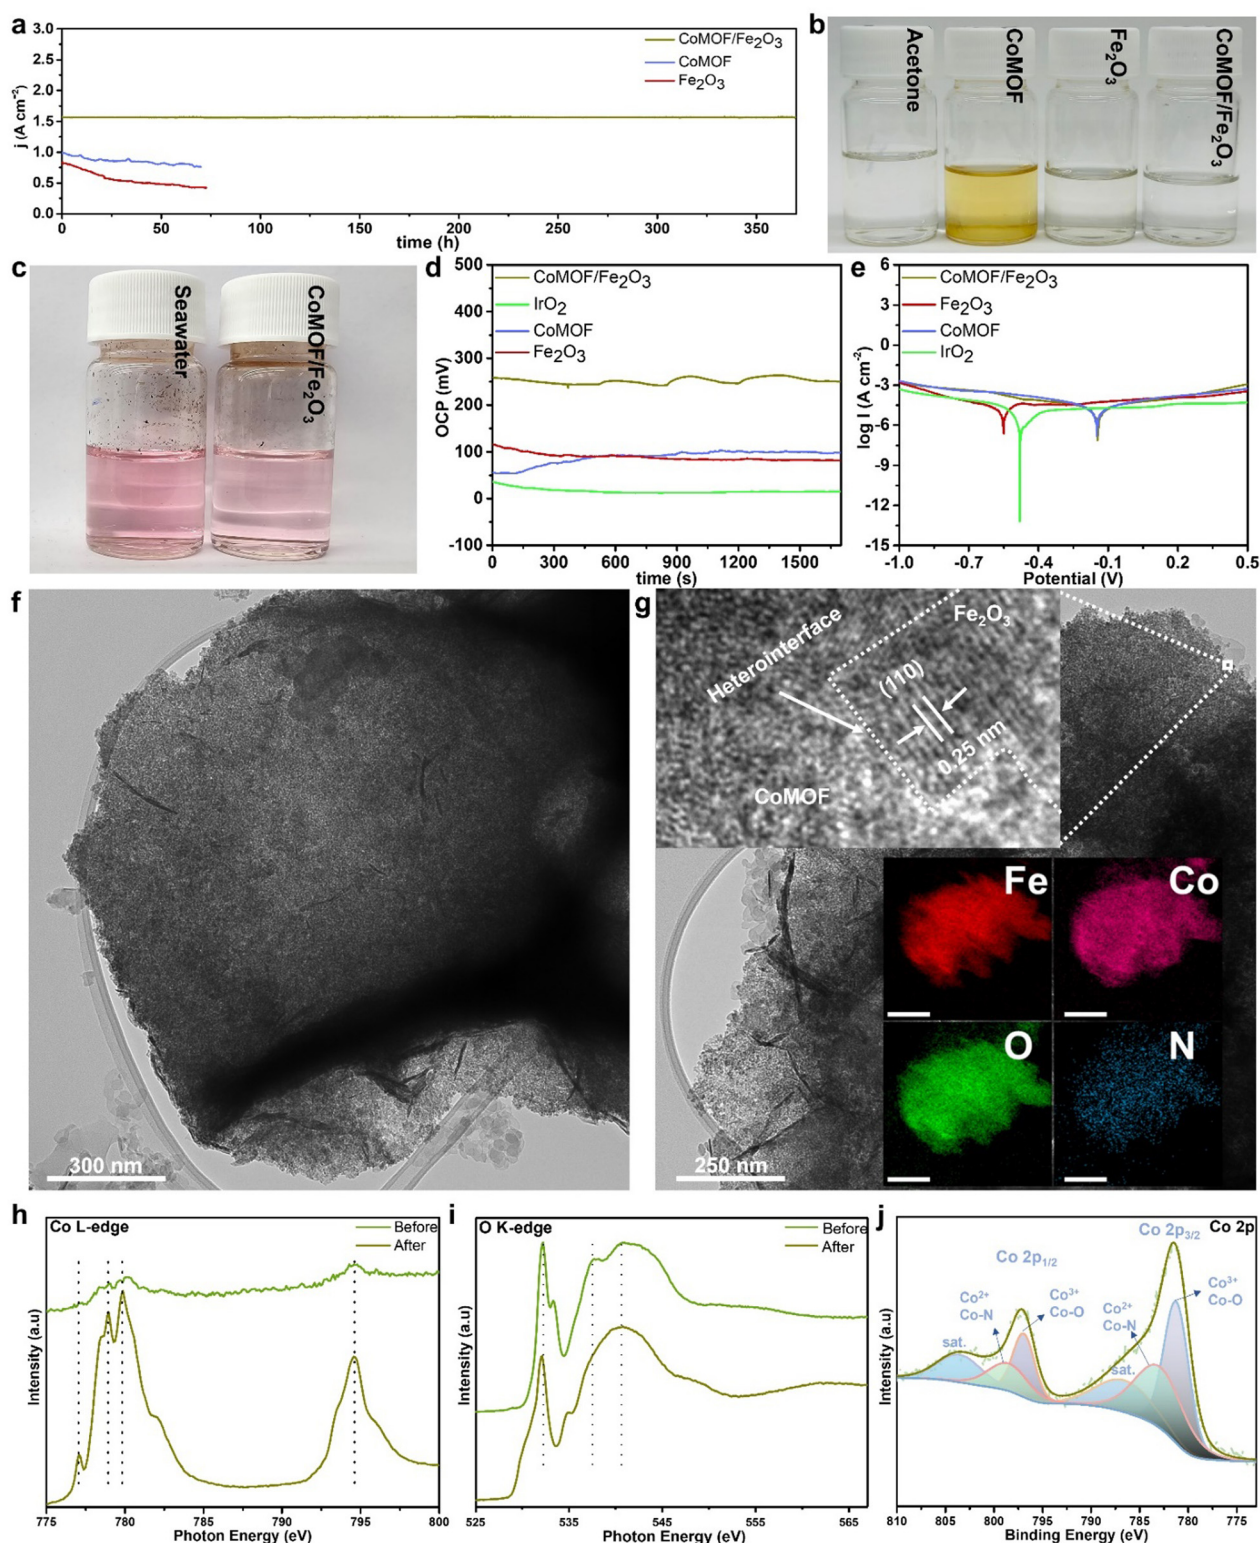 a
3.0
2.5
2.0
1.5
1.0
0.5
0.0
j (A cm⁻²)
0 50 100 150 200 250 300 350
time (h)
CoMOF/Fe₂O₃
CoMOF
Fe₂O₃
b
Acetone
CoMOF
Fe₂O₃
CoMOF/Fe₂O₃
c
Seawater
CoMOF/Fe₂O₃
d
500
400
300
200
100
0
-100
OCP (mV)
0 300 600 900 1200 1500
time (s)
CoMOF/Fe₂O₃
IrO₂
CoMOF
Fe₂O₃
e
6
3
0
-3
-6
-9
-12
-15
log I (A cm⁻²)
-1.0 -0.7 -0.4 -0.1 0.2 0.5
Potential (V)
CoMOF/Fe₂O₃
Fe₂O₃
CoMOF
IrO₂
f
300 nm
g
Fe₂O₃
Heterointerface
(110)
0.25 nm
CoMOF
Fe
Co
O
N
250 nm
h
Co L-edge
Before
After
Intensity (a.u)
775 780 785 790 795 800
Photon Energy (eV)
i
O K-edge
Before
After
Intensity (a.u)
525 535 545 555 565
Photon Energy (eV)
j
Co 2p
Co 2p₃/₂
Co 2p₁/₂
Co²⁺
Co-N
Co³⁺
Co-O
Co²⁺
Co-N
Co³⁺
Co-O
sat.
sat.
Intensity (a.u)
810 800 795 790 785 780 775
Binding Energy (eV)